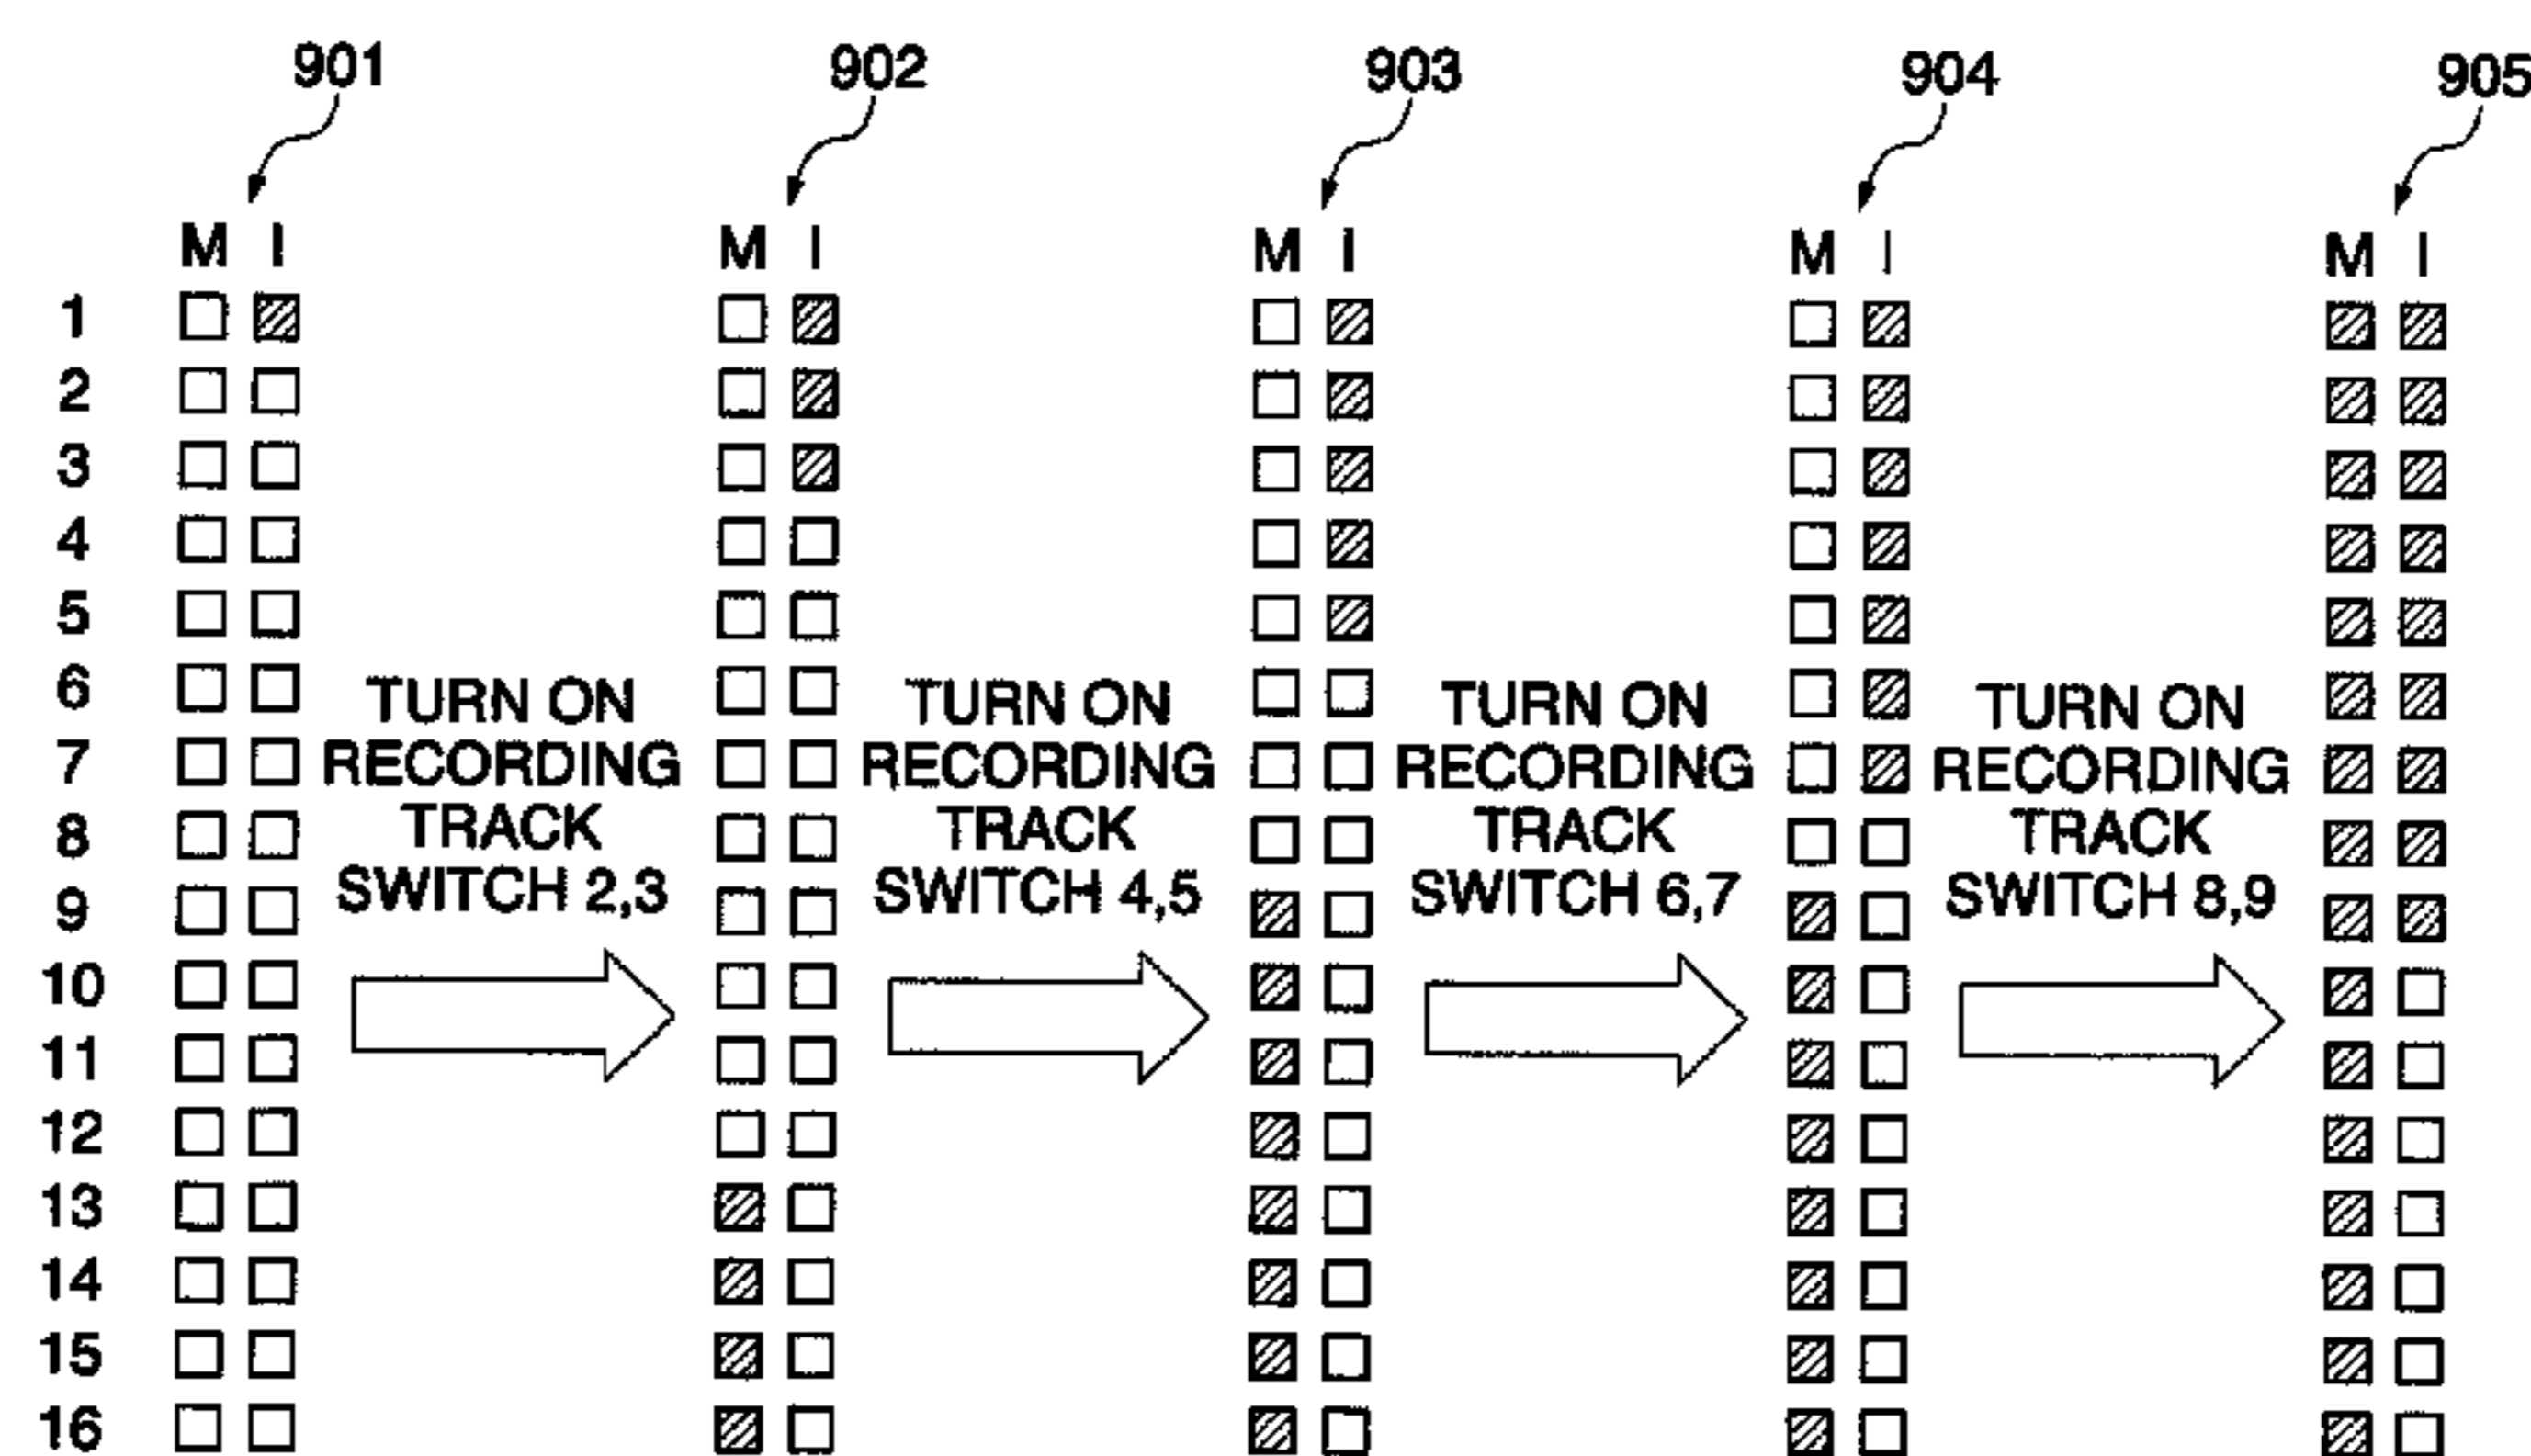 901 902 903 904 905
M I M I M I M I M I
1
2
3
4
5
6
7
8
9
10
11
12
13
14
15
16
TURN ON
RECORDING
TRACK
SWITCH 2,3
TURN ON
RECORDING
TRACK
SWITCH 4,5
TURN ON
RECORDING
TRACK
SWITCH 6,7
TURN ON
RECORDING
TRACK
SWITCH 8,9